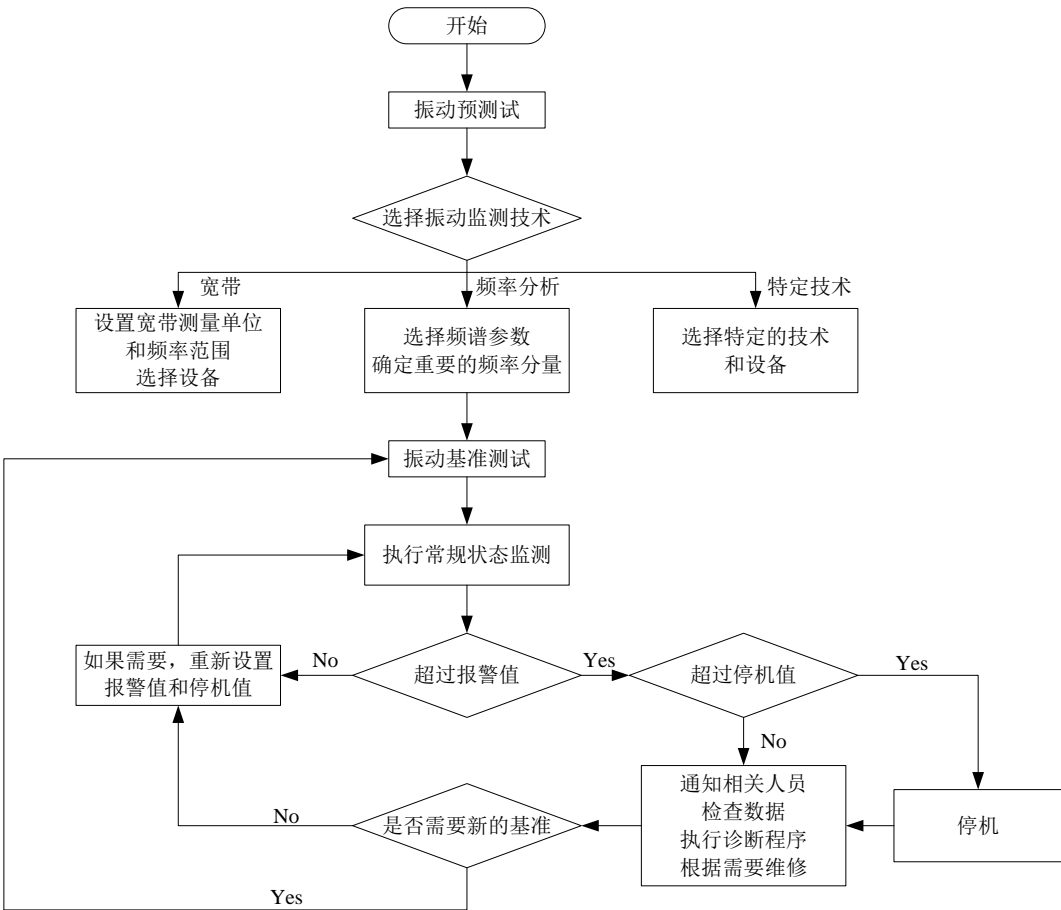 开始
振动预测试
选择振动监测技术
宽带
频率分析
特定技术
设置宽带测量单位
和频率范围
选择设备
选择频谱参数
确定重要的频率分量
选择特定的技术
和设备
振动基准测试
执行常规状态监测
如果需要，重新设置
报警值和停机值
No
超过报警值
Yes
超过停机值
Yes
No
通知相关人员
检查数据
执行诊断程序
根据需要维修
停机
是否需要新的基准
No
Yes